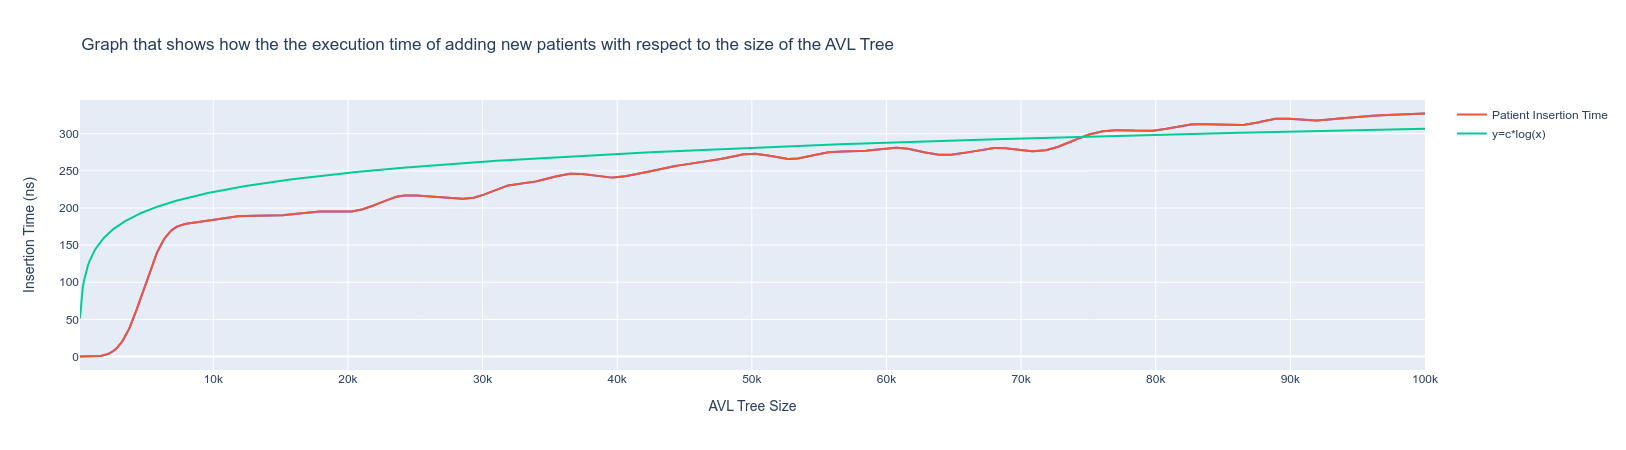 Graph that shows how the the execution time of adding new patients with respect to the size of the AVL Tree
Patient Insertion Time
y=c*log(x)
Insertion Time (ns)
300
250
200
150
100
50
0
10k 20k 30k 40k 50k 60k 70k 80k 90k 100k
AVL Tree Size